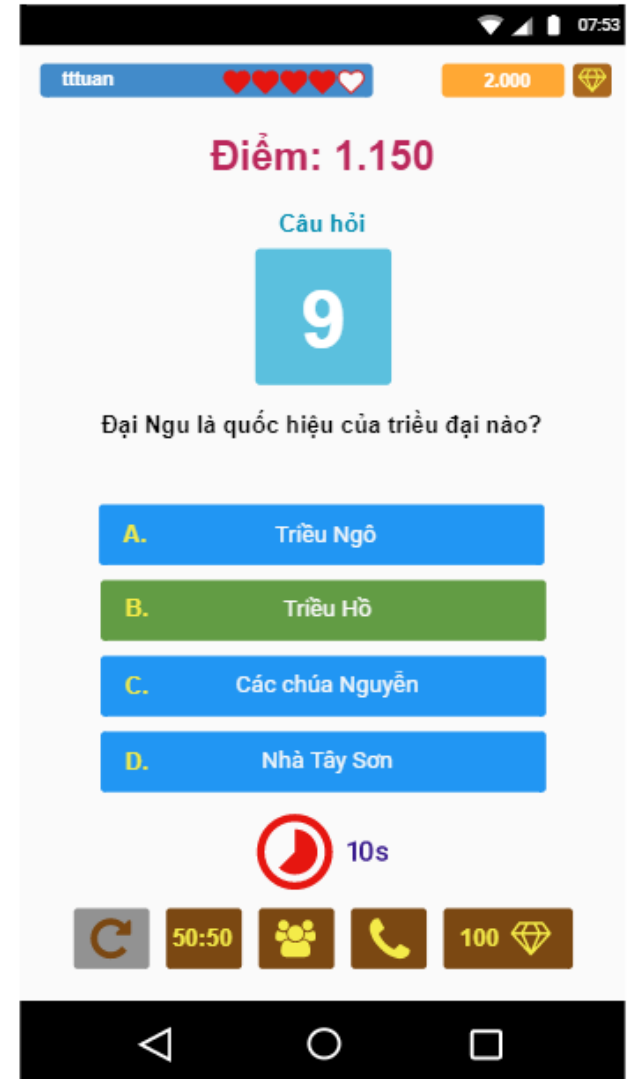 07:53
tttuan
2.000
Điểm: 1.150
Câu hỏi
9
Đại Ngu là quốc hiệu của triều đại nào?
A. Triều Ngô
B. Triều Hồ
C. Các chúa Nguyễn
D. Nhà Tây Sơn
10s
50:50
100